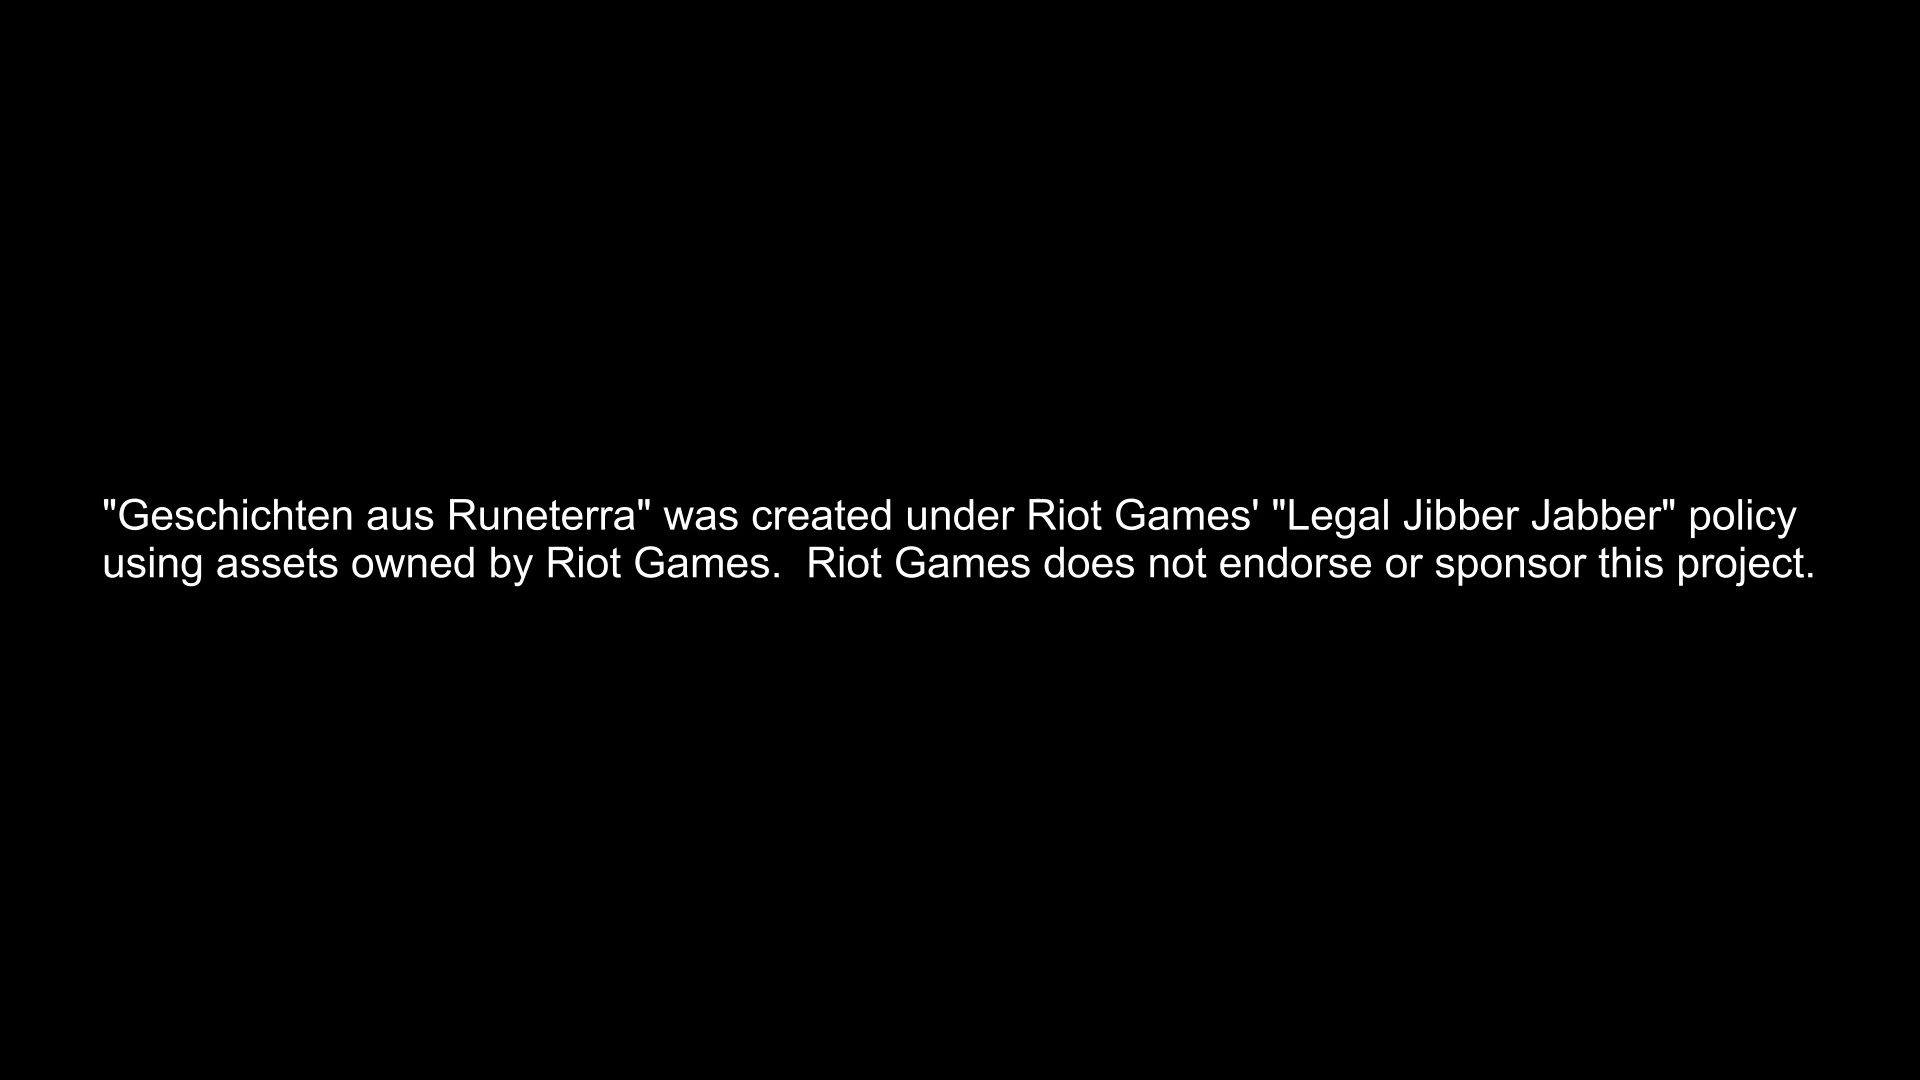 "Geschichten aus Runeterra" was created under Riot Games' "Legal Jibber Jabber" policy
using assets owned by Riot Games.  Riot Games does not endorse or sponsor this project.